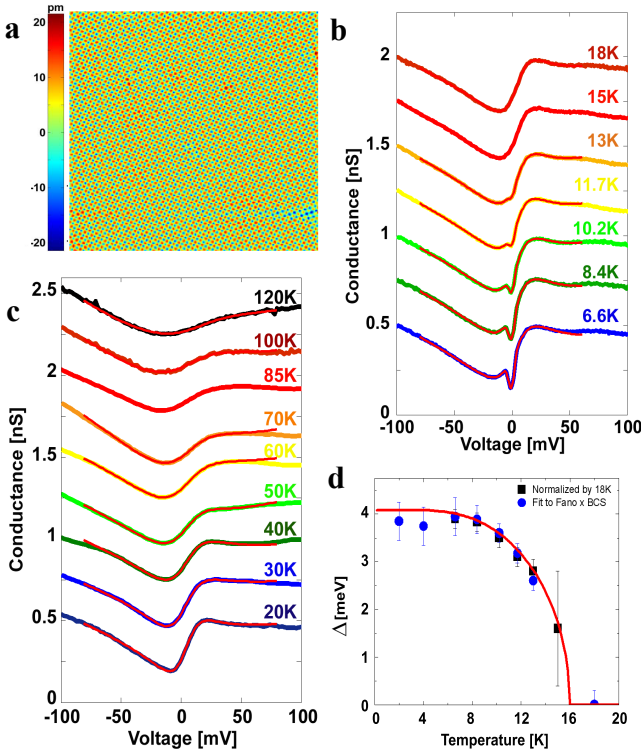 a
pm
20
10
0
-10
-20
b
Conductance [nS]
2
1.5
1
0.5
0
18K
15K
13K
11.7K
10.2K
8.4K
6.6K
-100
-50
0
50
100
Voltage [mV]
c
Conductance [nS]
2.5
2
1.5
1
0.5
0
120K
100K
85K
70K
60K
50K
40K
30K
20K
-100
-50
0
50
100
Voltage [mV]
d
Normalized by 18K
Fit to Fano x BCS
Δ [meV]
5
4
3
2
1
0
0
4
8
12
16
20
Temperature [K]